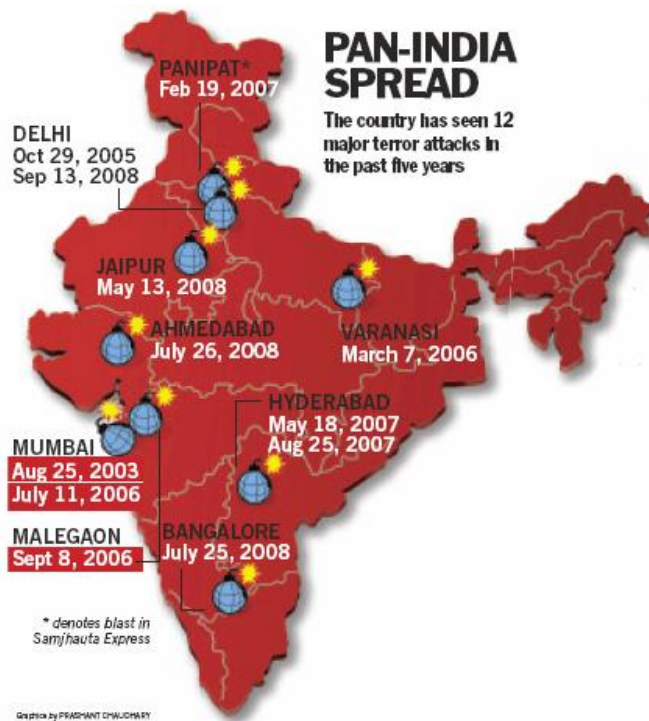 PAN-INDIA
SPREAD
The country has seen 12
major terror attacks in
the past five years
PANIPAT*
Feb 19, 2007
DELHI
Oct 29, 2005
Sep 13, 2008
JAIPUR
May 13, 2008
AHMEDABAD
July 26, 2008
VARANASI
March 7, 2006
HYDERABAD
May 18, 2007
Aug 25, 2007
MUMBAI
Aug 25, 2003
July 11, 2006
MALEGAON
Sept 8, 2006
BANGALORE
July 25, 2008
* denotes blast in
Samjhauta Express
Graphics by PRASHANT CHAUDHARY